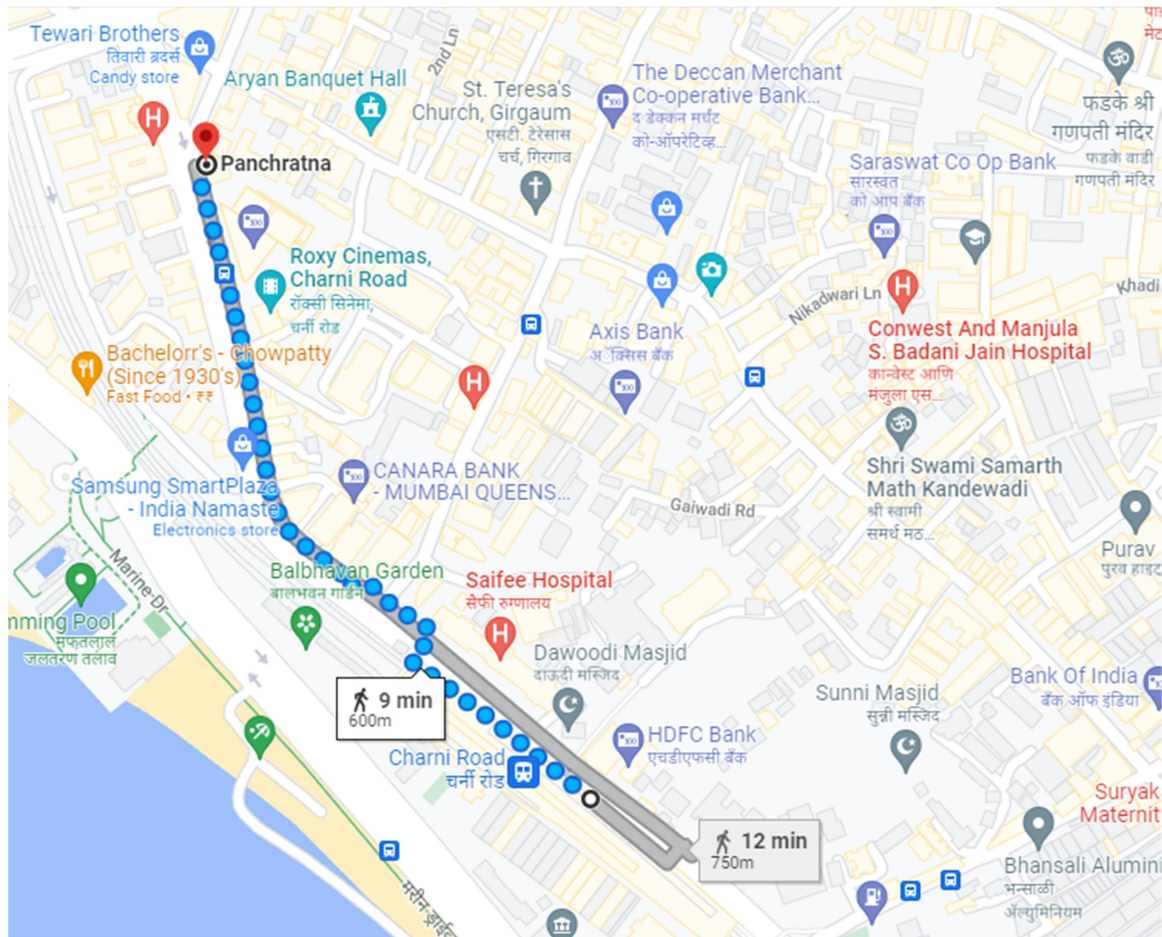 Tewari Brothers
तिवारी ब्रदर्स
Candy store
2nd Ln
Aryan Banquet Hall
St. Teresa's
Church, Girgaum
एसटी. टेरेसास
चर्च, गिरगाव
The Deccan Merchant
Co-operative Bank...
द डेक्कन मर्चंट
को-ऑपरेटिव्ह...
फडके श्री
गणपती मंदिर
फडके वाडी
गणपती मंदिर
Saraswat Co Op Bank
सारस्वत
को आप बँक
Panchratna
Roxy Cinemas,
Charni Road
रॉक्सी सिनेमा,
चर्नी रोड
Nikadwari Ln
Khadi
Axis Bank
अ‍ॅक्सिस बँक
Conwest And Manjula
S. Badani Jain Hospital
कान्वेस्ट आणि
मंजुला एस...
Bachelorr's - Chowpatty
(Since 1930's)
Fast Food • ₹₹
CANARA BANK
- MUMBAI QUEENS...
Samsung SmartPlaza
- India Namaste
Electronics store
Shri Swami Samarth
Math Kandewadi
श्री स्वामी
समर्थ मठ...
Gaiwadi Rd
Purav
पुरव हाइट्
Marine Dr
Balbhavan Garden
बालभवन गार्डन
Saifee Hospital
सैफी रुग्णालय
mming Pool
मफतलाल
जलतरण तलाव
Dawoodi Masjid
दाऊदी मस्जिद
Sunni Masjid
सुन्नी मस्जिद
Bank Of India
बँक ऑफ इंडिया
9 min
600m
HDFC Bank
एचडीएफसी बँक
Charni Road
चर्नी रोड
Suryak
Maternit
12 min
750m
Bhansali Alumini
भन्साळी
ॲल्युमिनियम
मरीन ड्राईव